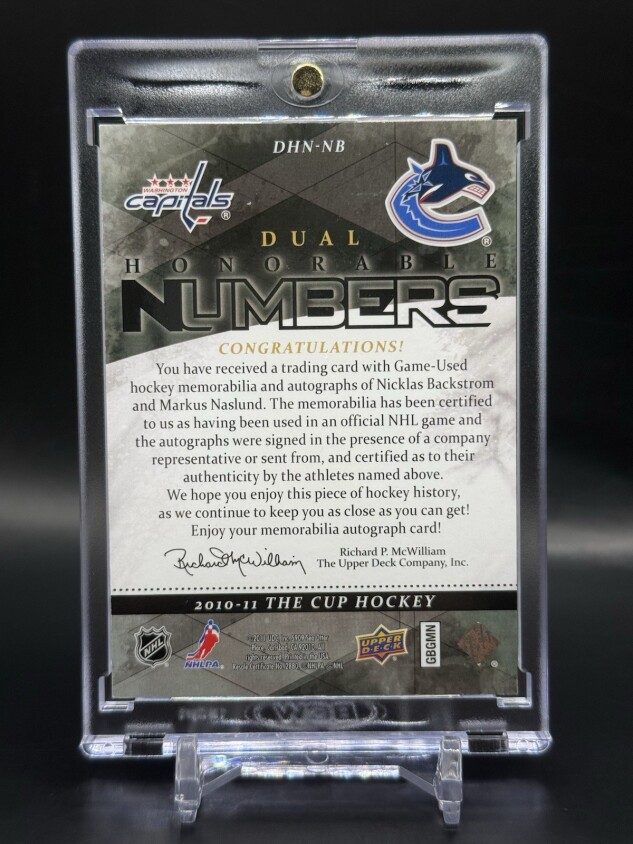 DHN-NB
WASHINGTON
capitals ®
®
DUAL
HONORABLE
NUMBERS
CONGRATULATIONS!
You have received a trading card with Game-Used
hockey memorabilia and autographs of Nicklas Backstrom
and Markus Naslund. The memorabilia has been certified
to us as having been used in an official NHL game and
the autographs were signed in the presence of a company
representative or sent from, and certified as to their
authenticity by the athletes named above.
We hope you enjoy this piece of hockey history,
as we continue to keep you as close as you can get!
Enjoy your memorabilia autograph card!
Richard P. McWilliam
Richard P. McWilliam
The Upper Deck Company, Inc.
2010-11 THE CUP HOCKEY
NHL
NHLPA
UPPER
DECK
GBGMN